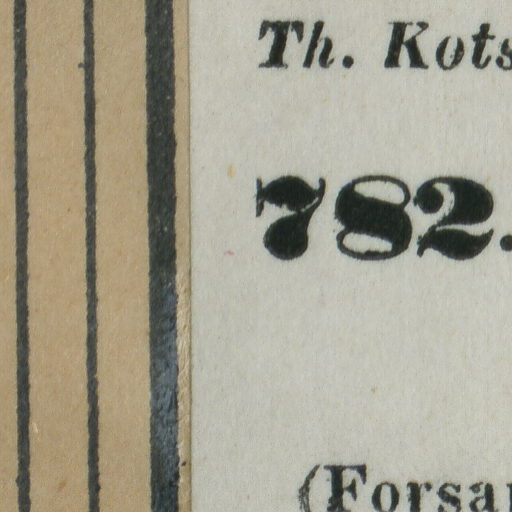 Th. Kots
782.
(Forsa